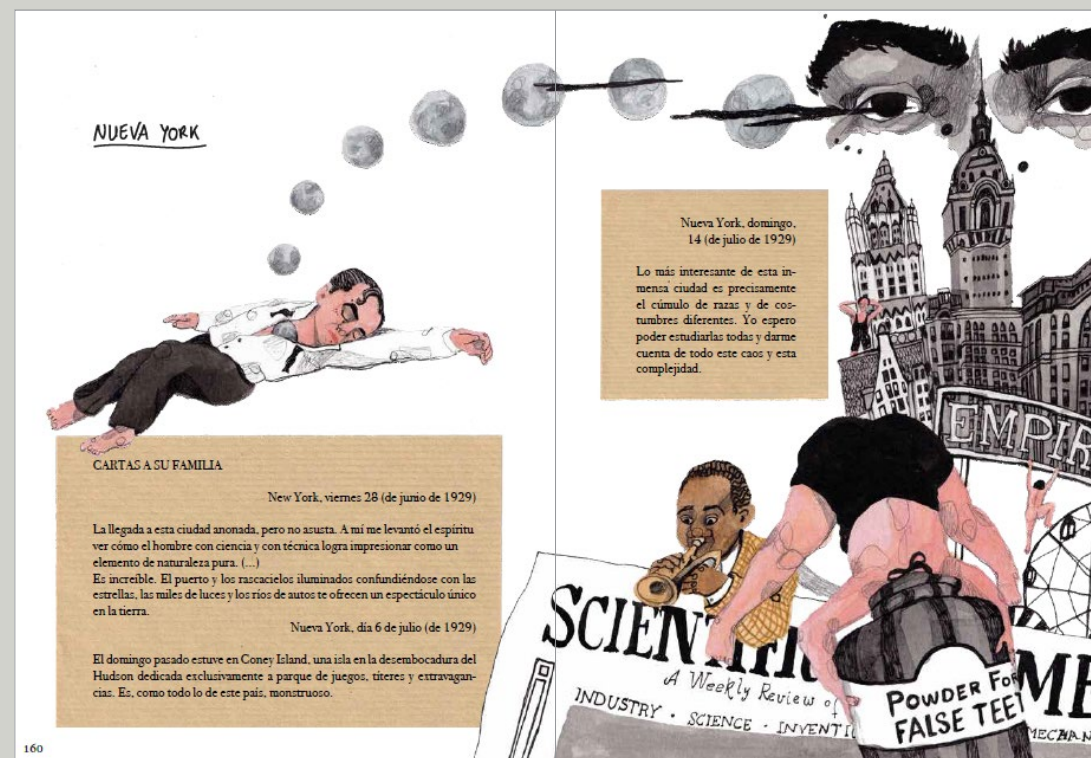 NUEVA YORK
CARTAS A SU FAMILIA
New York, viernes 28 (de junio de 1929)
La llegada a esta ciudad anonada, pero no asusta. A mí me levantó el espíritu
ver cómo el hombre con ciencia y con técnica logra impresionar como un
elemento de naturaleza pura. (...)
Es increíble. El puerto y los rascacielos iluminados confundiéndose con las
estrellas, las miles de luces y los ríos de autos te ofrecen un espectáculo único
en la tierra.
Nueva York, día 6 de julio (de 1929)
El domingo pasado estuve en Coney Island, una isla en la desembocadura del
Hudson dedicada exclusivamente a parque de juegos, títeres y extravagan-
cias. Es, como todo lo de este país, monstruoso.
160
Nueva York, domingo,
14 (de julio de 1929)
Lo más interesante de esta in-
mensa ciudad es precisamente
el cúmulo de razas y de cos-
tumbres diferentes. Yo espero
poder estudiarlas todas y darme
cuenta de todo este caos y esta
complejidad.
EMPIR
SCIENTIFIC ME
A Weekly Review of
INDUSTRY · SCIENCE · INVENTI MECHAN
POWDER FOR
FALSE TEET